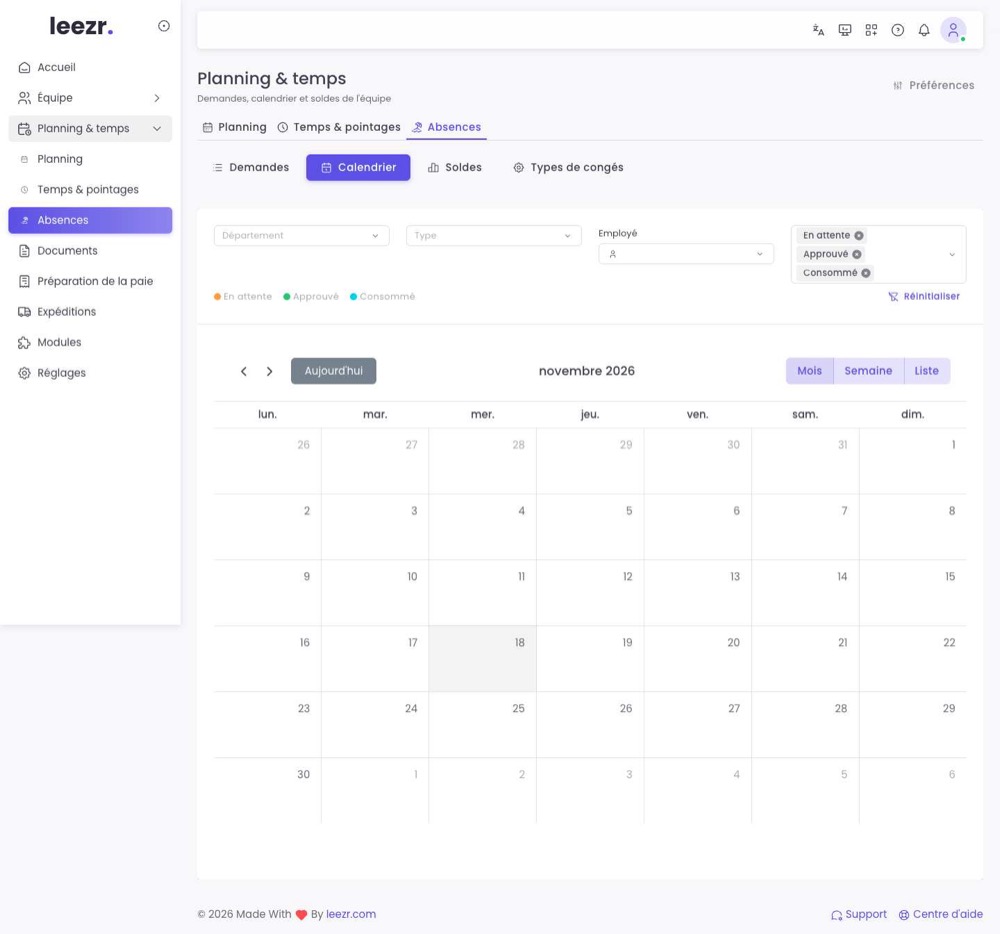 leezr.
Accueil
Équipe
Planning & temps
Planning
Temps & pointages
Absences
Documents
Préparation de la paie
Expéditions
Modules
Réglages
Planning & temps
Demandes, calendrier et soldes de l'équipe
Préférences
Planning Temps & pointages Absences
Demandes Calendrier Soldes Types de congés
Département Type Employé
En attente
Approuvé
Consommé
En attente Approuvé Consommé Réinitialiser
Aujourd'hui novembre 2026 Mois Semaine Liste
lun. mar. mer. jeu. ven. sam. dim.
26 27 28 29 30 31 1
2 3 4 5 6 7 8
9 10 11 12 13 14 15
16 17 18 19 20 21 22
23 24 25 26 27 28 29
30 1 2 3 4 5 6
© 2026 Made With By leezr.com Support Centre d'aide